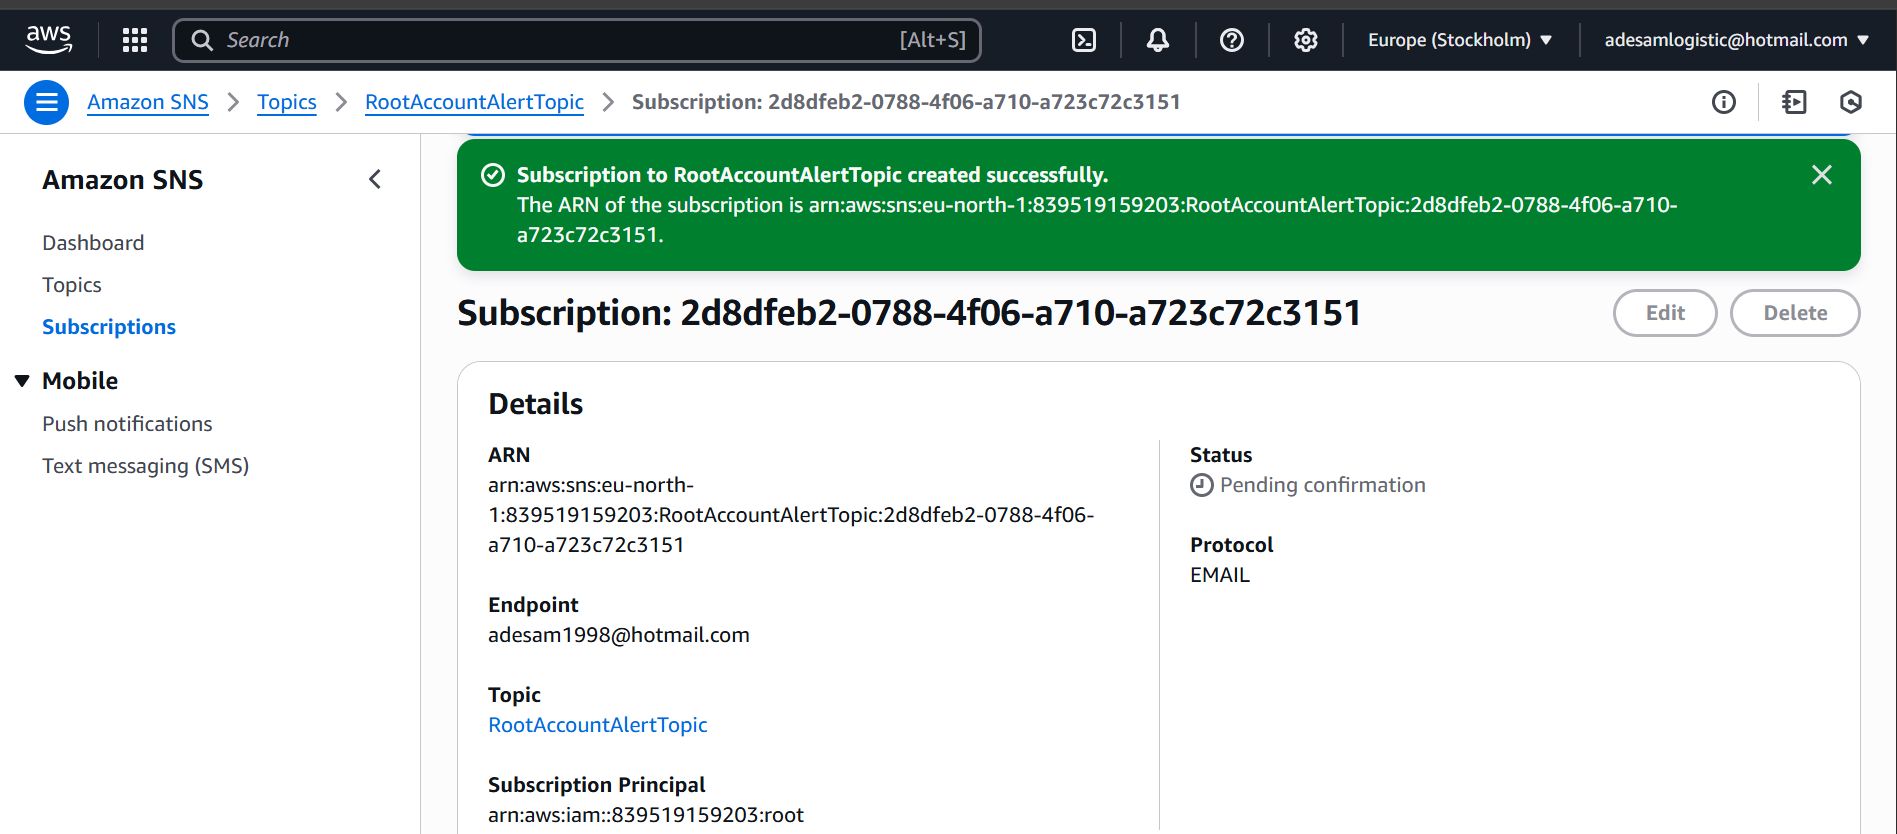 aws
Search
[Alt+S]
Europe (Stockholm)
adesamlogistic@hotmail.com
Amazon SNS
Topics
RootAccountAlertTopic
Subscription: 2d8dfeb2-0788-4f06-a710-a723c72c3151
Amazon SNS
Dashboard
Topics
Subscriptions
Mobile
Push notifications
Text messaging (SMS)
Subscription to RootAccountAlertTopic created successfully.
The ARN of the subscription is arn:aws:sns:eu-north-1:839519159203:RootAccountAlertTopic:2d8dfeb2-0788-4f06-a710-
a723c72c3151.
Subscription: 2d8dfeb2-0788-4f06-a710-a723c72c3151
Edit
Delete
Details
ARN
arn:aws:sns:eu-north-
1:839519159203:RootAccountAlertTopic:2d8dfeb2-0788-4f06-
a710-a723c72c3151
Endpoint
adesam1998@hotmail.com
Topic
RootAccountAlertTopic
Subscription Principal
arn:aws:iam::839519159203:root
Status
Pending confirmation
Protocol
EMAIL